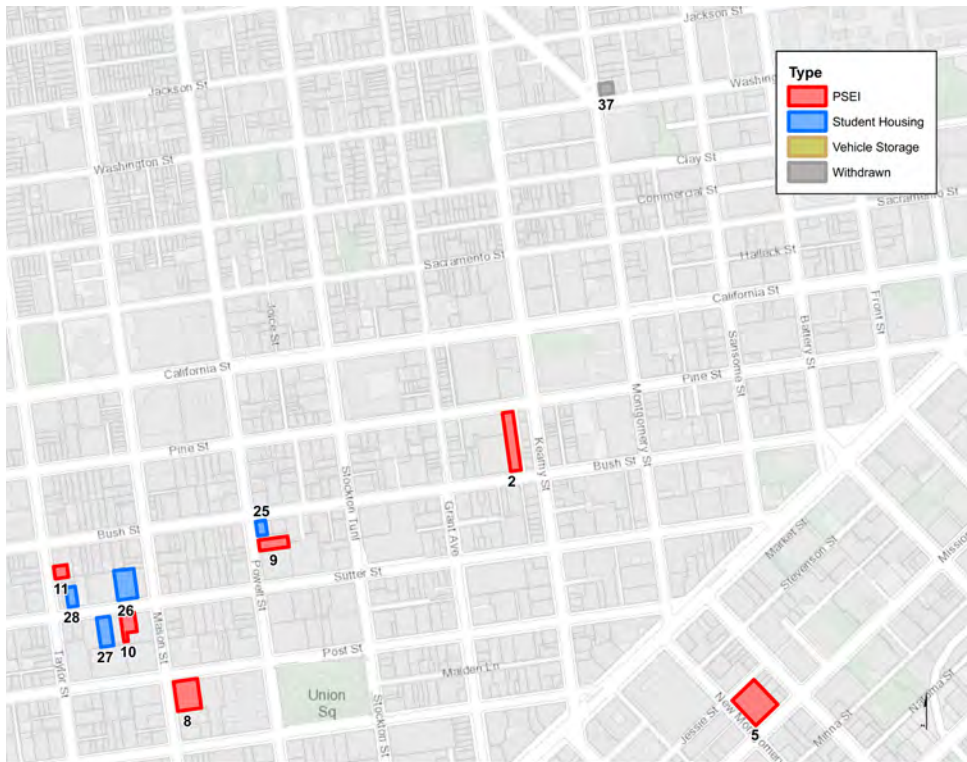 Jackson St
Jackson St
Washington St
37
Type
PSEI
Student Housing
Vehicle Storage
Withdrawn
Washington St
Clay St
Commercial St
Sacramento St
Sacramento St
Halleck St
California St
Front St
Joice St
Battery St
Sansome St
California St
Pine St
Montgomery St
Pine St
Kearny St
Bush St
2
Stockton Tunl
Grant Ave
25
Bush St
9
Market St
Stevenson St
Mission
Sutter St
Powell St
11
28
26
27
10
Mason St
Taylor St
Post St
Maiden Ln
Union
Sq
Stockton St
8
New Montgomery
Jessie St
5
Minna St
Natoma St